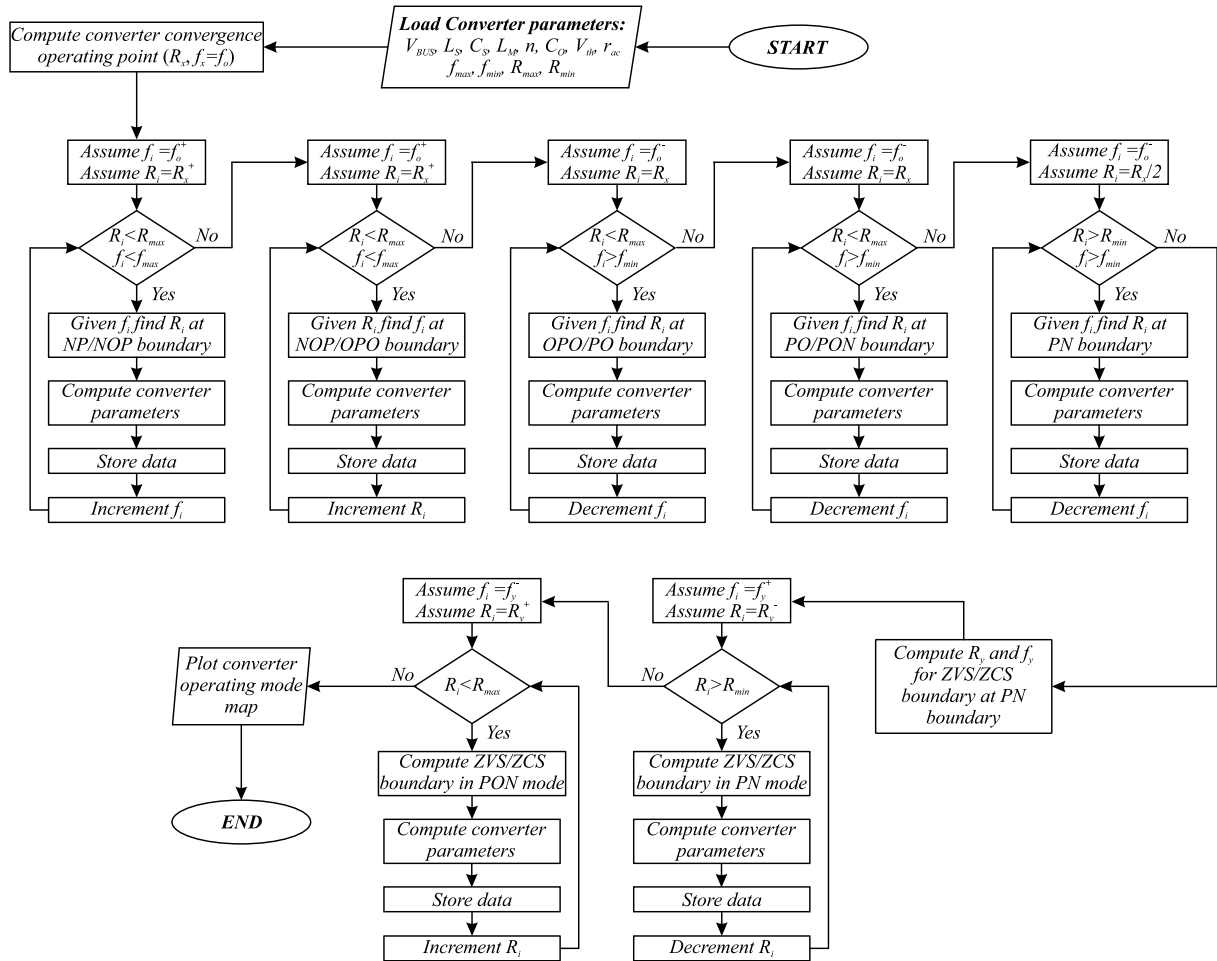 START
Load Converter parameters:
V_BUS, L_S, C_S, L_M, n, C_O, V_th, r_ac
f_max, f_min, R_max, R_min
Compute converter convergence
operating point (R_x, f_x=f_o)
Assume f_i =f_o^+
Assume R_i=R_x^+
R_i<R_max
f_i<f_max
No
Yes
Given f_i find R_i at
NP/NOP boundary
Compute converter
parameters
Store data
Increment f_i
Assume f_i =f_o^+
Assume R_i=R_x^+
R_i<R_max
f_i<f_max
No
Yes
Given R_i find f_i at
NOP/OPO boundary
Compute converter
parameters
Store data
Increment R_i
Assume f_i =f_o^-
Assume R_i=R_x
R_i<R_max
f_i>f_min
No
Yes
Given f_i find R_i at
OPO/PO boundary
Compute converter
parameters
Store data
Decrement f_i
Assume f_i =f_o^-
Assume R_i=R_x
R_i<R_max
f_i>f_min
No
Yes
Given f_i find R_i at
PO/PON boundary
Compute converter
parameters
Store data
Decrement f_i
Assume f_i =f_o^-
Assume R_i=R_x/2
R_i>R_min
f_i>f_min
No
Yes
Given f_i find R_i at
PN boundary
Compute converter
parameters
Store data
Decrement f_i
Compute R_y and f_y
for ZVS/ZCS
boundary at PN
boundary
Assume f_i =f_y^+
Assume R_i=R_y^-
R_i>R_min
No
Yes
Compute ZVS/ZCS
boundary in PN mode
Compute converter
parameters
Store data
Decrement R_i
Assume f_i =f_y^-
Assume R_i=R_y^+
R_i<R_max
No
Yes
Compute ZVS/ZCS
boundary in PON mode
Compute converter
parameters
Store data
Increment R_i
Plot converter
operating mode
map
END